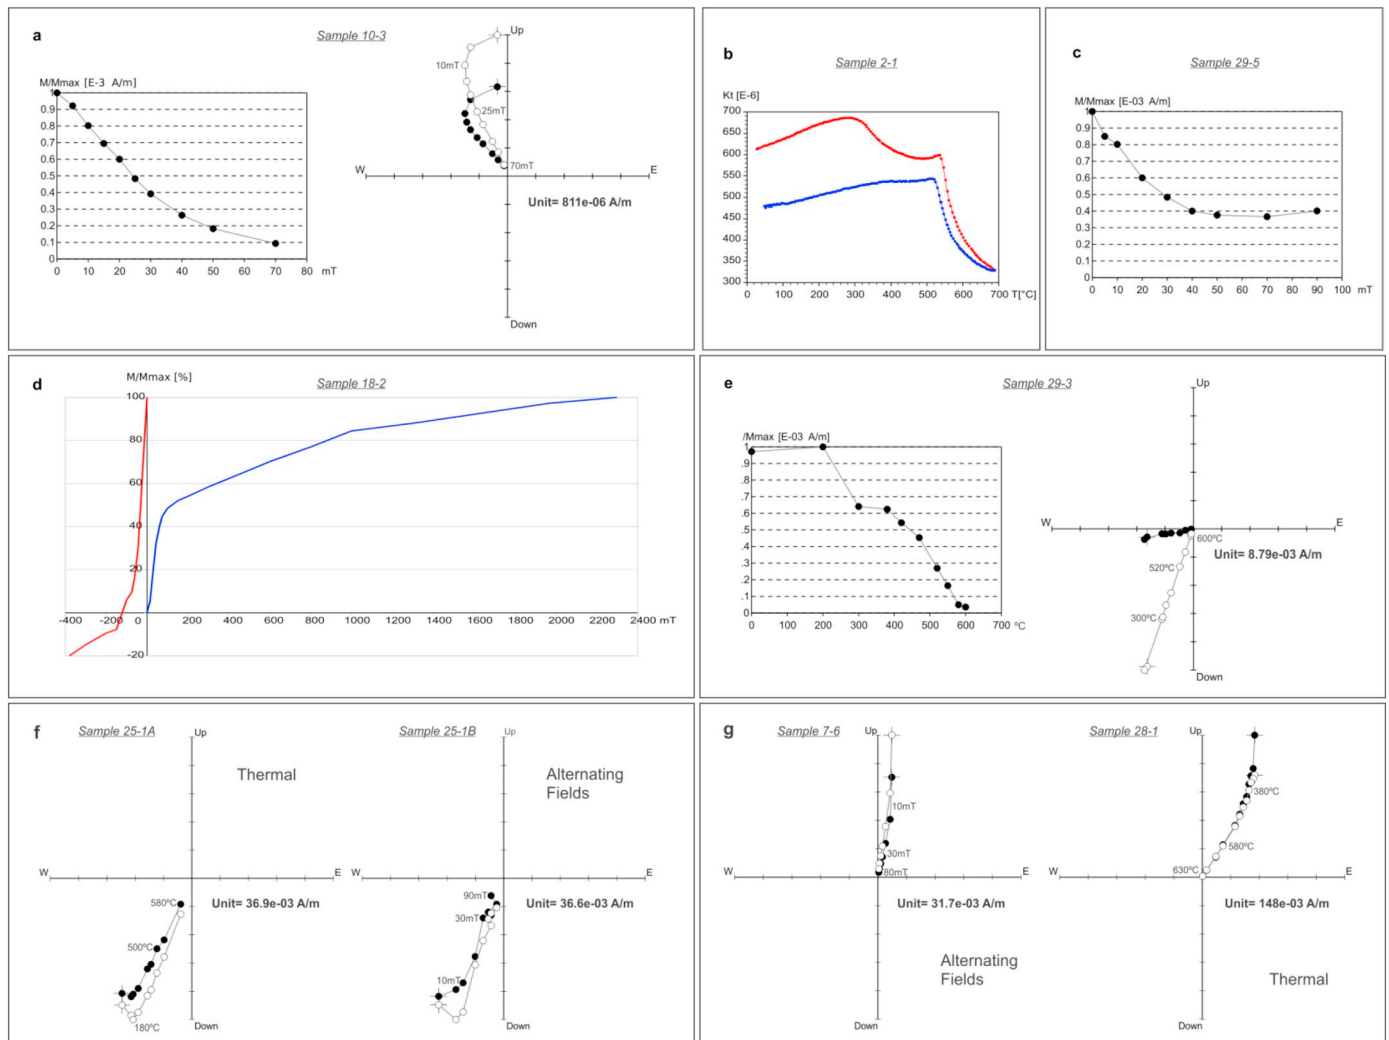 a
Sample 10-3
M/Mmax [E-3 A/m]
1
0.9
0.8
0.7
0.6
0.5
0.4
0.3
0.2
0.1
0
0 10 20 30 40 50 60 70 80 mT
Up
10mT
25mT
70mT
W
E
Unit= 811e-06 A/m
Down
b
Sample 2-1
Kt [E-6]
700
650
600
550
500
450
400
350
300
0 100 200 300 400 500 600 700 T[°C]
c
Sample 29-5
M/Mmax [E-03 A/m]
1
0.9
0.8
0.7
0.6
0.5
0.4
0.3
0.2
0.1
0
0 10 20 30 40 50 60 70 80 90 100 mT
d
Sample 18-2
M/Mmax [%]
100
80
60
40
20
-400 -200 0 200 400 600 800 1000 1200 1400 1600 1800 2000 2200 2400 mT
-20
e
Sample 29-3
/Mmax [E-03 A/m]
1
.9
.8
.7
.6
.5
.4
.3
.2
.1
0
0 100 200 300 400 500 600 700 °C
Up
W
E
600°C
Unit= 8.79e-03 A/m
520°C
300°C
Down
f
Sample 25-1A
Up
Thermal
W
E
580°C
Unit= 36.9e-03 A/m
500°C
180°C
Down
Sample 25-1B
Up
Alternating
Fields
W
E
90mT
Unit= 36.6e-03 A/m
30mT
10mT
Down
g
Sample 7-6
Up
10mT
30mT
80mT
W
E
Unit= 31.7e-03 A/m
Alternating
Fields
Down
Sample 28-1
Up
380°C
580°C
630°C
W
E
Unit= 148e-03 A/m
Thermal
Down